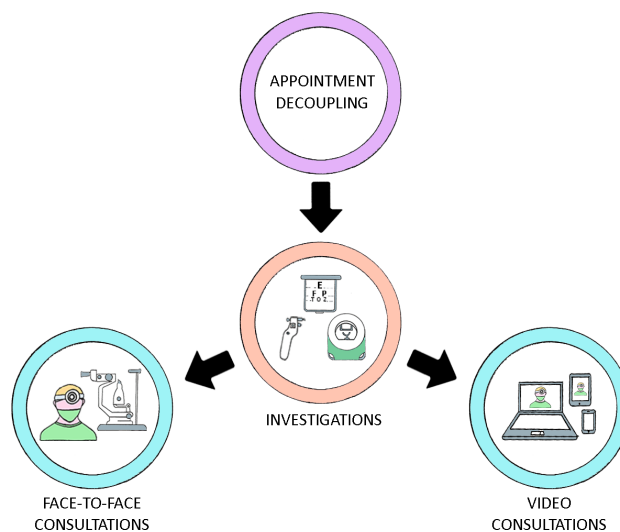 APPOINTMENT
DECOUPLING
E
F P
T O Z
INVESTIGATIONS
FACE-TO-FACE
CONSULTATIONS
VIDEO
CONSULTATIONS